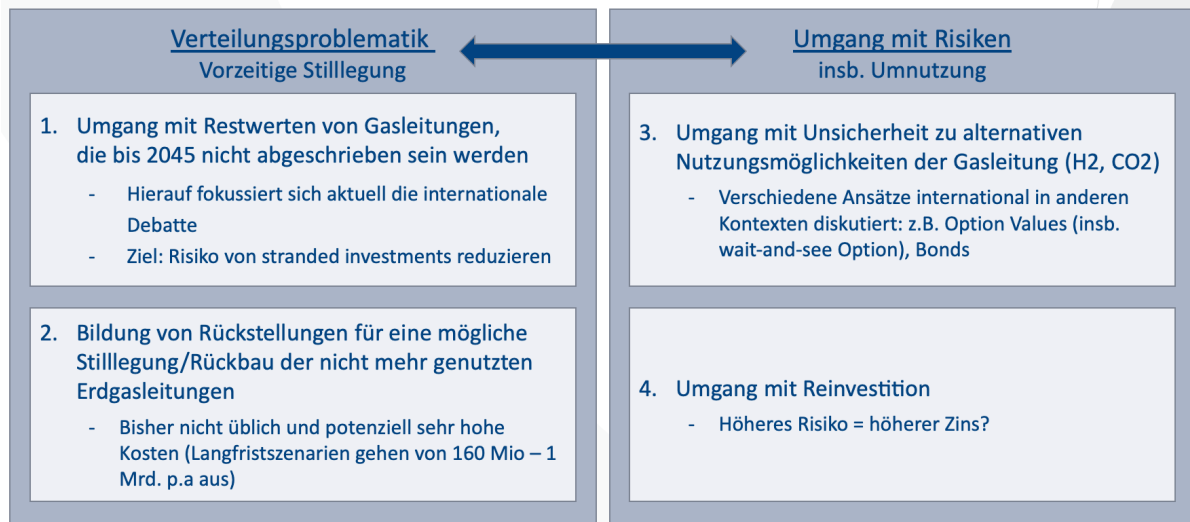 Verteilungsproblematik
Vorzeitige Stilllegung
1. Umgang mit Restwerten von Gasleitungen,
die bis 2045 nicht abgeschrieben sein werden
- Hierauf fokussiert sich aktuell die internationale
Debatte
- Ziel: Risiko von stranded investments reduzieren
2. Bildung von Rückstellungen für eine mögliche
Stilllegung/Rückbau der nicht mehr genutzten
Erdgasleitungen
- Bisher nicht üblich und potenziell sehr hohe
Kosten (Langfristszenarien gehen von 160 Mio – 1
Mrd. p.a aus)
Umgang mit Risiken
insb. Umnutzung
3. Umgang mit Unsicherheit zu alternativen
Nutzungsmöglichkeiten der Gasleitung (H2, CO2)
- Verschiedene Ansätze international in anderen
Kontexten diskutiert: z.B. Option Values (insb.
wait-and-see Option), Bonds
4. Umgang mit Reinvestition
- Höheres Risiko = höherer Zins?